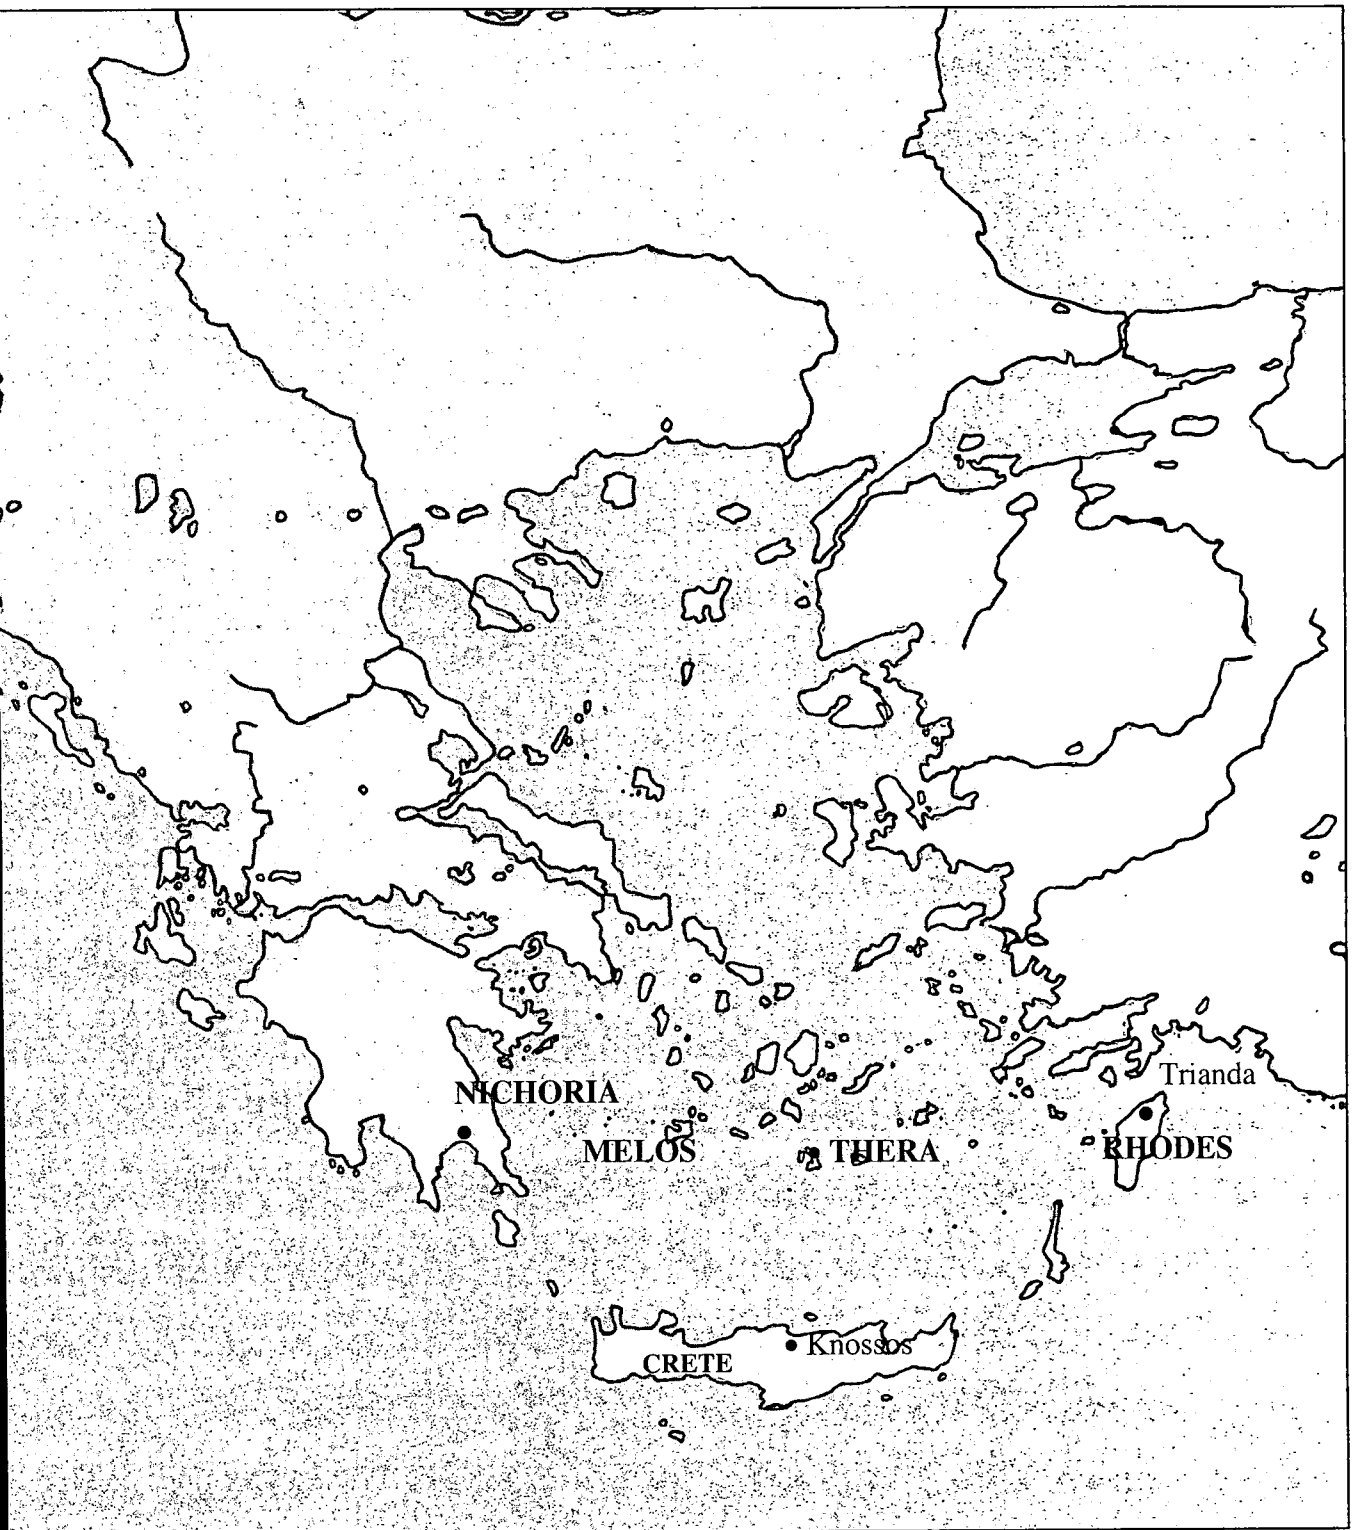 Trianda
NICHORIA
MELOS
THERA
RHODES
Knossos
CRETE